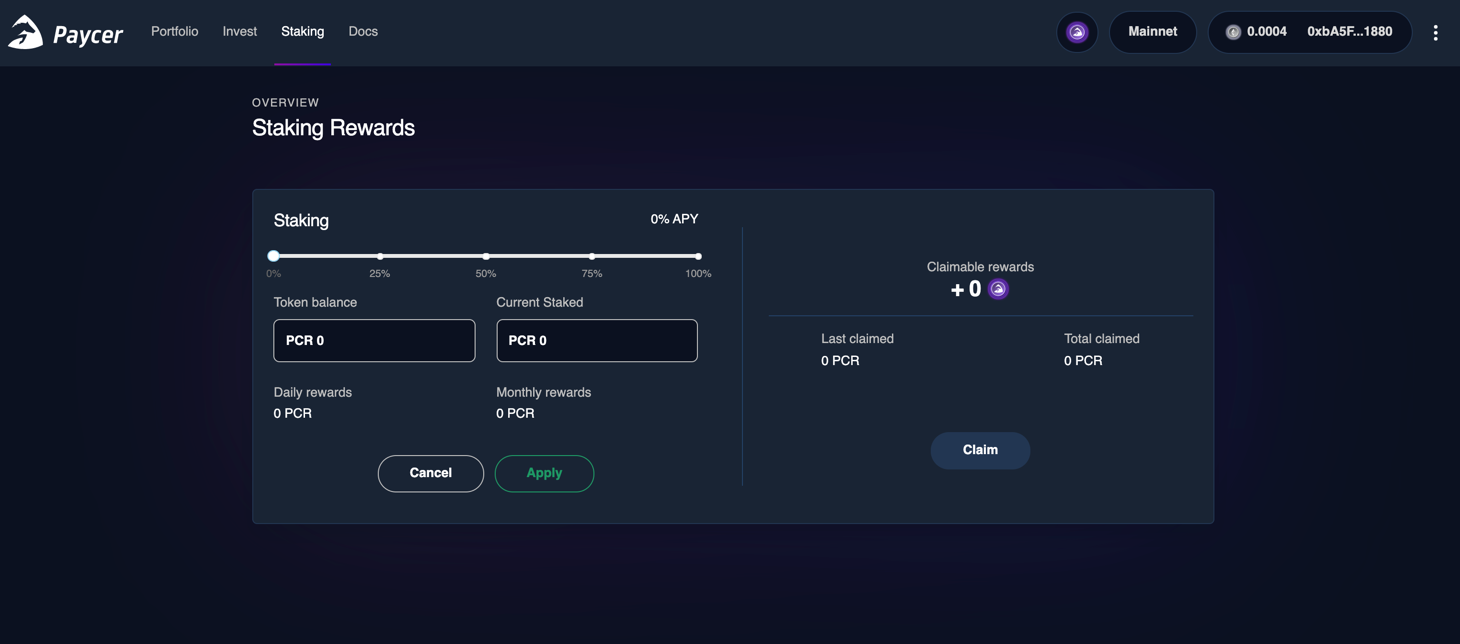 Paycer Portfolio Invest Staking Docs Mainnet 0.0004 0xbA5F...1880
OVERVIEW
Staking Rewards
Staking 0% APY
0% 25% 50% 75% 100%
Token balance Current Staked
PCR 0 PCR 0
Daily rewards Monthly rewards
0 PCR 0 PCR
Cancel Apply
Claimable rewards
+ 0
Last claimed Total claimed
0 PCR 0 PCR
Claim